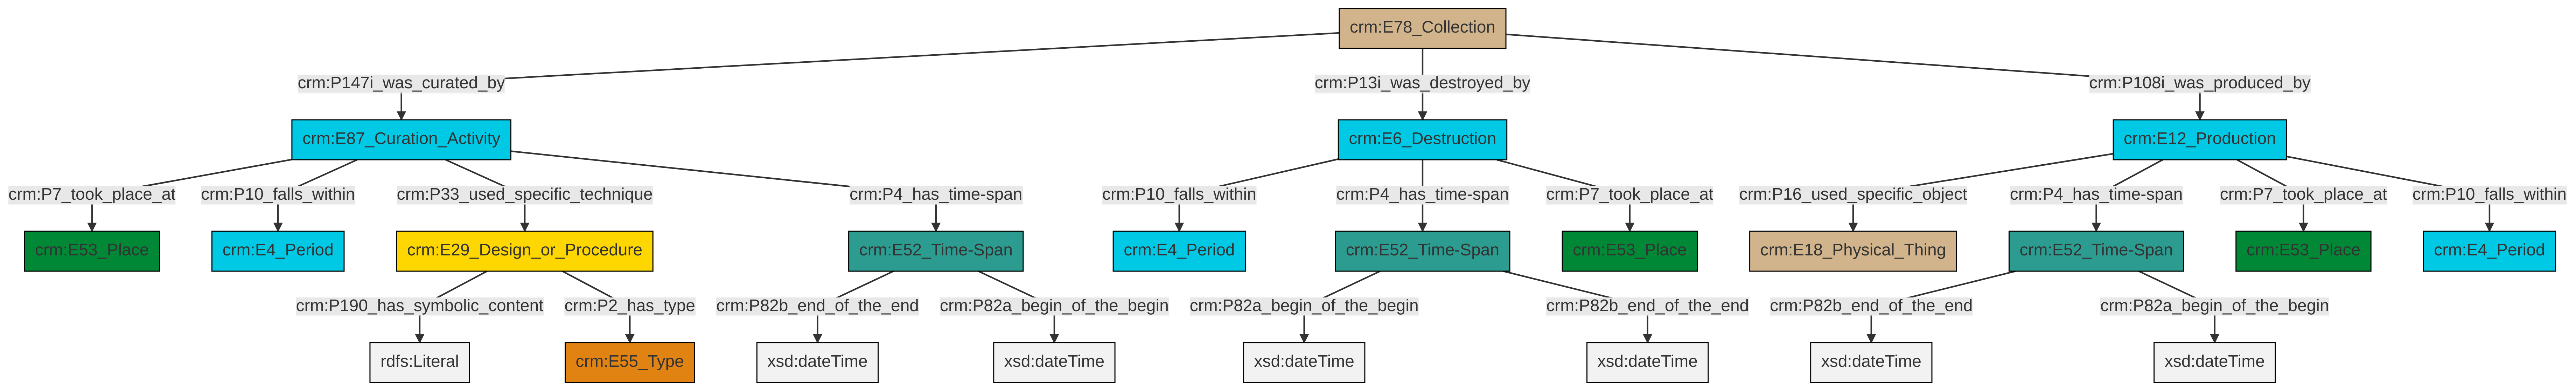 crm:E78_Collection
crm:P147i_was_curated_by
crm:P13i_was_destroyed_by
crm:P108i_was_produced_by
crm:E87_Curation_Activity
crm:E6_Destruction
crm:E12_Production
crm:P7_took_place_at
crm:P10_falls_within
crm:P33_used_specific_technique
crm:P4_has_time-span
crm:P10_falls_within
crm:P4_has_time-span
crm:P7_took_place_at
crm:P16_used_specific_object
crm:P4_has_time-span
crm:P7_took_place_at
crm:P10_falls_within
crm:E53_Place
crm:E4_Period
crm:E29_Design_or_Procedure
crm:E52_Time-Span
crm:E4_Period
crm:E52_Time-Span
crm:E53_Place
crm:E18_Physical_Thing
crm:E52_Time-Span
crm:E53_Place
crm:E4_Period
crm:P190_has_symbolic_content
crm:P2_has_type
crm:P82b_end_of_the_end
crm:P82a_begin_of_the_begin
crm:P82a_begin_of_the_begin
crm:P82b_end_of_the_end
crm:P82b_end_of_the_end
crm:P82a_begin_of_the_begin
rdfs:Literal
crm:E55_Type
xsd:dateTime
xsd:dateTime
xsd:dateTime
xsd:dateTime
xsd:dateTime
xsd:dateTime